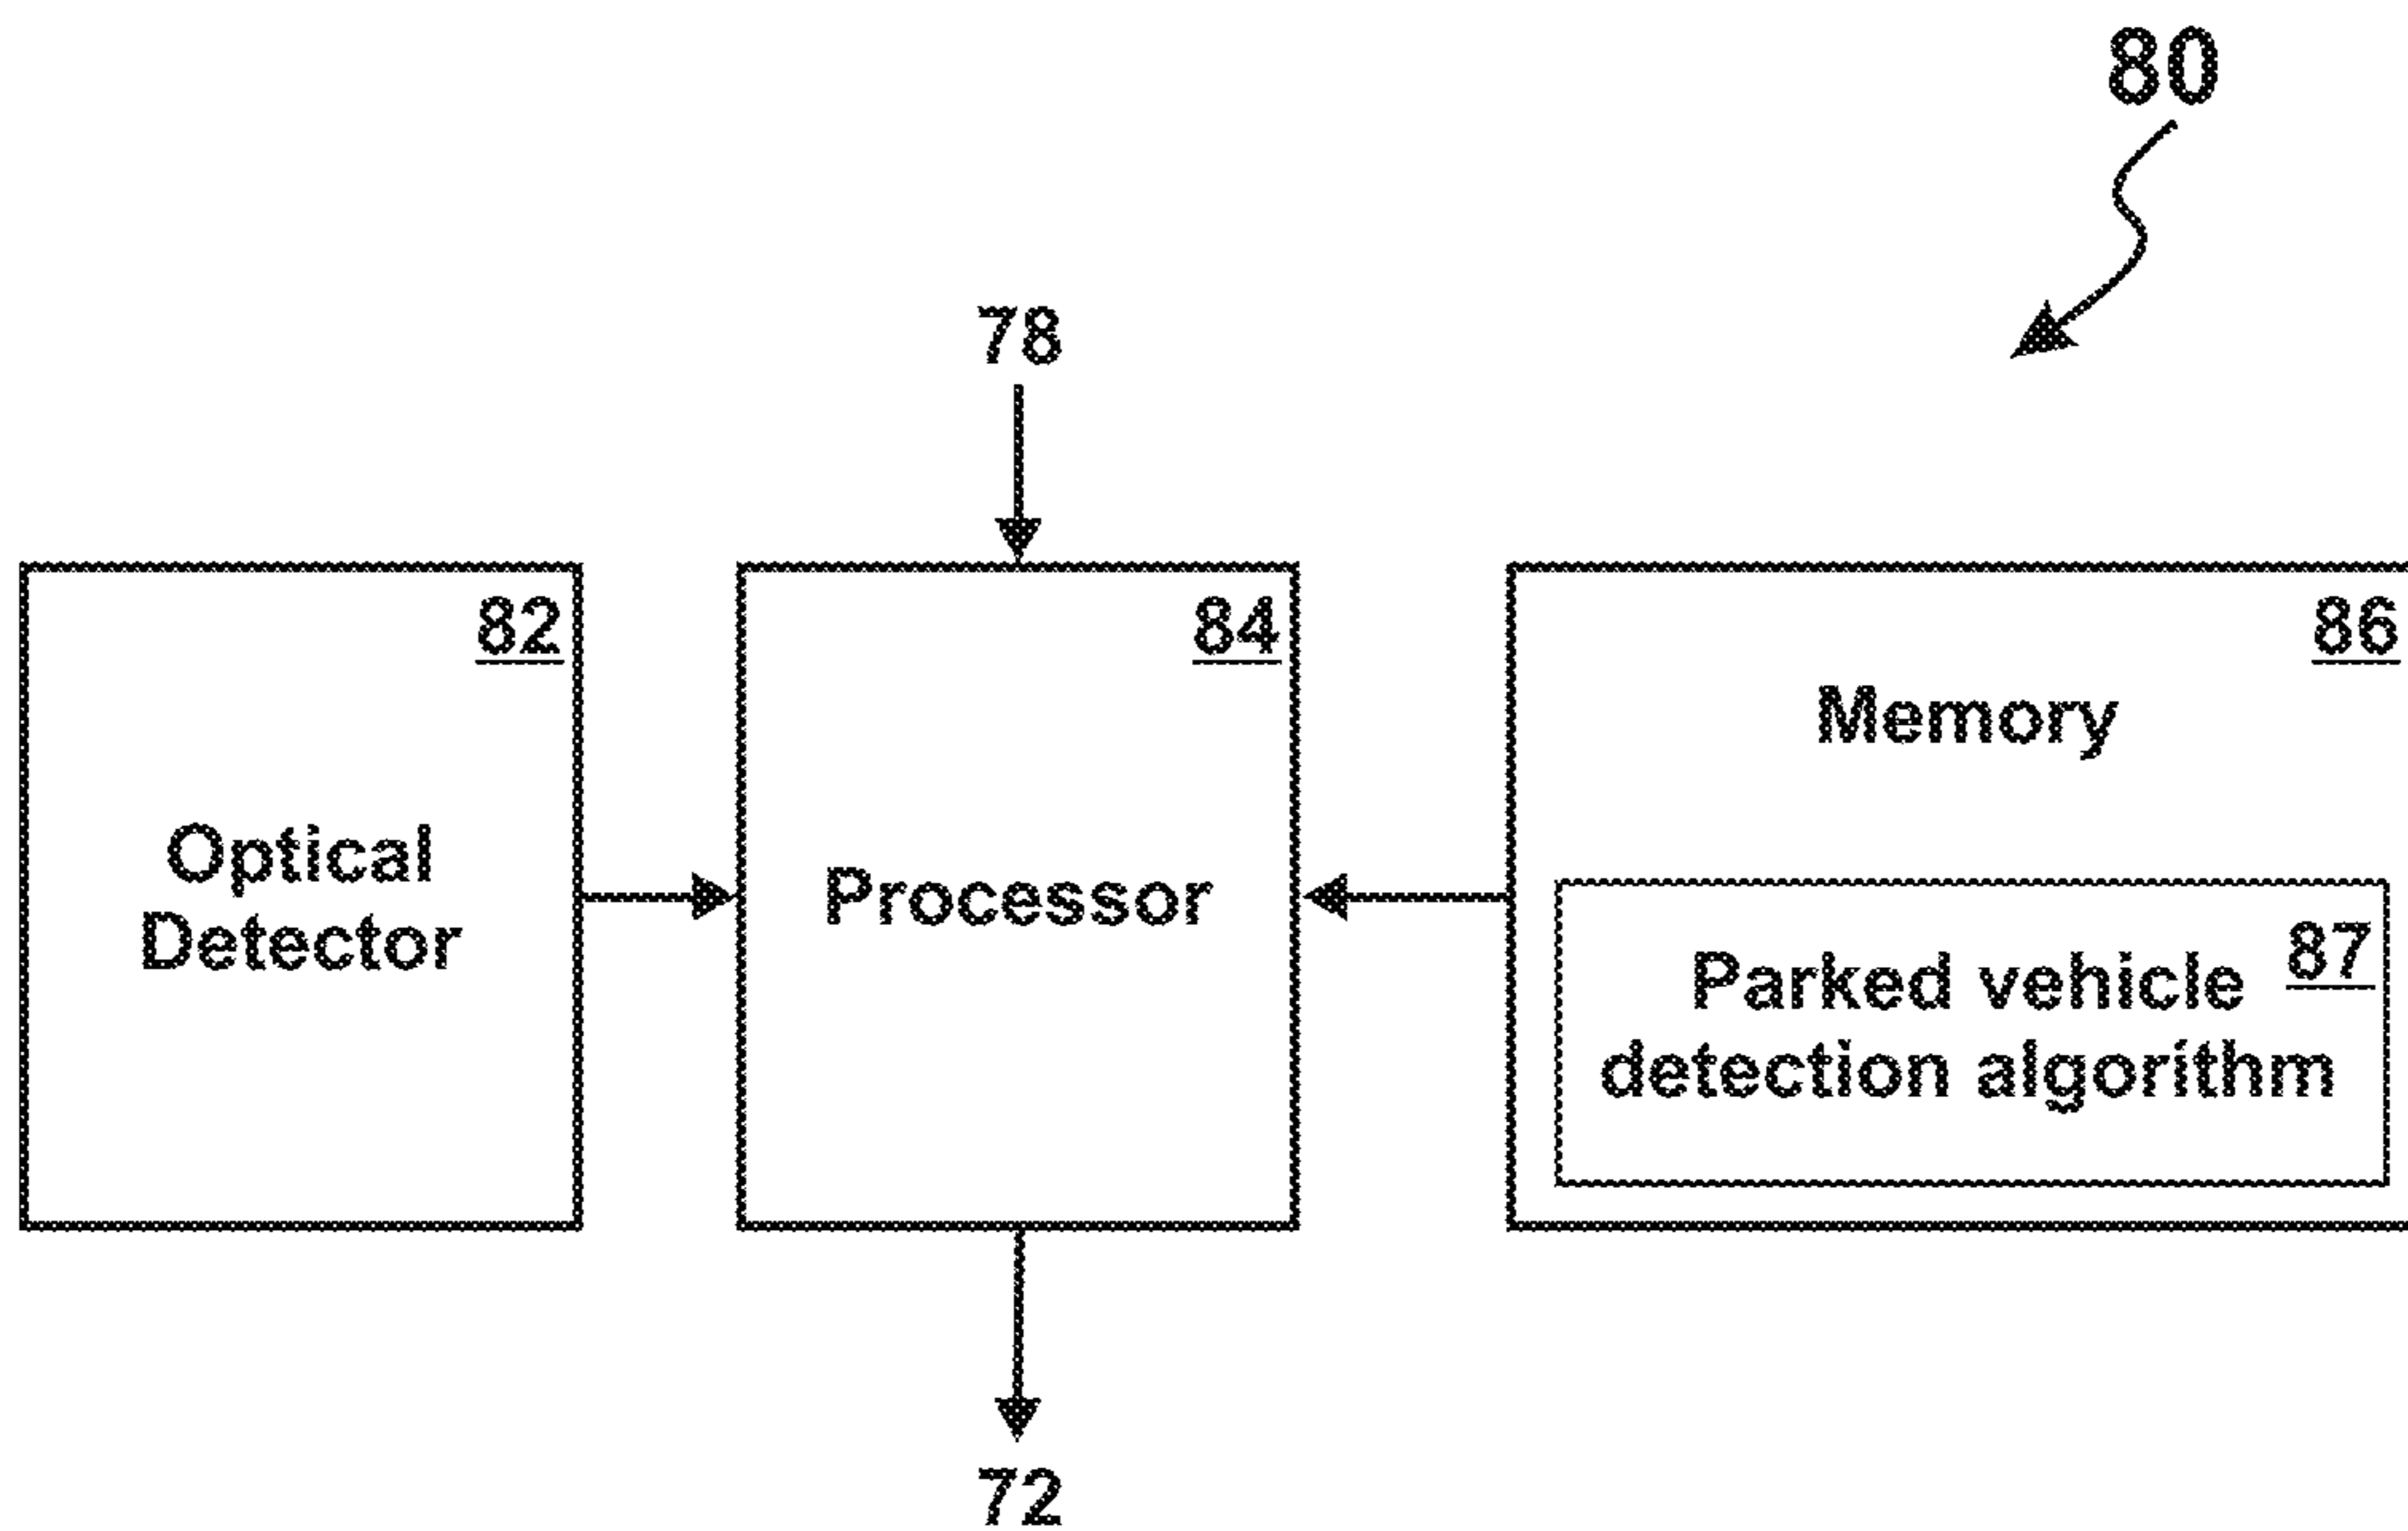 80
78
82
84
86
Memory
Optical
Detector
Processor
87
Parked vehicle
detection algorithm
72